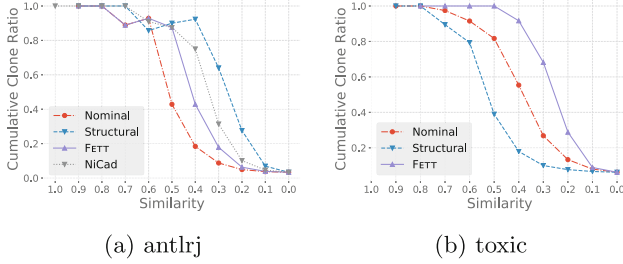 Cumulative Clone Ratio
1.0
0.8
0.6
0.4
0.2
0.0
Nominal
Structural
FETT
NiCad
1.0 0.9 0.8 0.7 0.6 0.5 0.4 0.3 0.2 0.1 0.0
Similarity
(a) antlrj
Cumulative Clone Ratio
1.0
0.8
0.6
0.4
0.2
Nominal
Structural
FETT
1.0 0.9 0.8 0.7 0.6 0.5 0.4 0.3 0.2 0.1 0.0
Similarity
(b) toxic